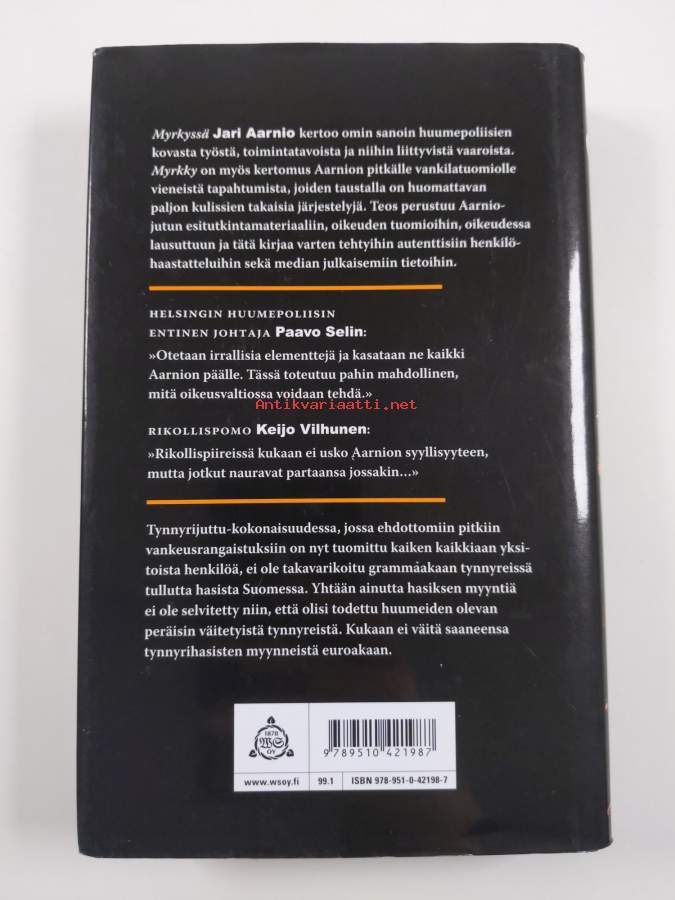 Myrkyssä Jari Aarnio kertoo omin sanoin huumepoliisien
kovasta työstä, toimintatavoista ja niihin liittyvistä vaaroista.
Myrkky on myös kertomus Aarnion pitkälle vankilatuomiolle
vieneistä tapahtumista, joiden taustalla on huomattavan
paljon kulissien takaisia järjestelyjä. Teos perustuu Aarnio-
jutun esitutkintamateriaaliin, oikeuden tuomioihin, oikeudessa
lausuttuun ja tätä kirjaa varten tehtyihin autenttisiin henkilö-
haastatteluihin sekä median julkaisemiin tietoihin.
HELSINGIN HUUMEPOLIISIN
ENTINEN JOHTAJA Paavo Selin:
»Otetaan irrallisia elementtejä ja kasataan ne kaikki
Aarnion päälle. Tässä toteutuu pahin mahdollinen,
mitä oikeusvaltiossa voidaan tehdä.»
Antikvariaatti.net
RIKOLLISPOMO Keijo Vilhunen:
»Rikollispiireissä kukaan ei usko Aarnion syyllisyyteen,
mutta jotkut nauravat partaansa jossakin...»
Tynnyrijuttu-kokonaisuudessa, jossa ehdottomiin pitkiin
vankeusrangaistuksiin on nyt tuomittu kaiken kaikkiaan yksi-
toista henkilöä, ei ole takavarikoitu grammaakaan tynnyreissä
tullutta hasista Suomessa. Yhtään ainutta hasiksen myyntiä
ei ole selvitetty niin, että olisi todettu huumeiden olevan
peräisin väitetyistä tynnyreistä. Kukaan ei väitä saaneensa
tynnyrihasisten myynneistä euroakaan.
1878
WS
OY
9 789510 421987
www.wsoy.fi 99.1 ISBN 978-951-0-42198-7